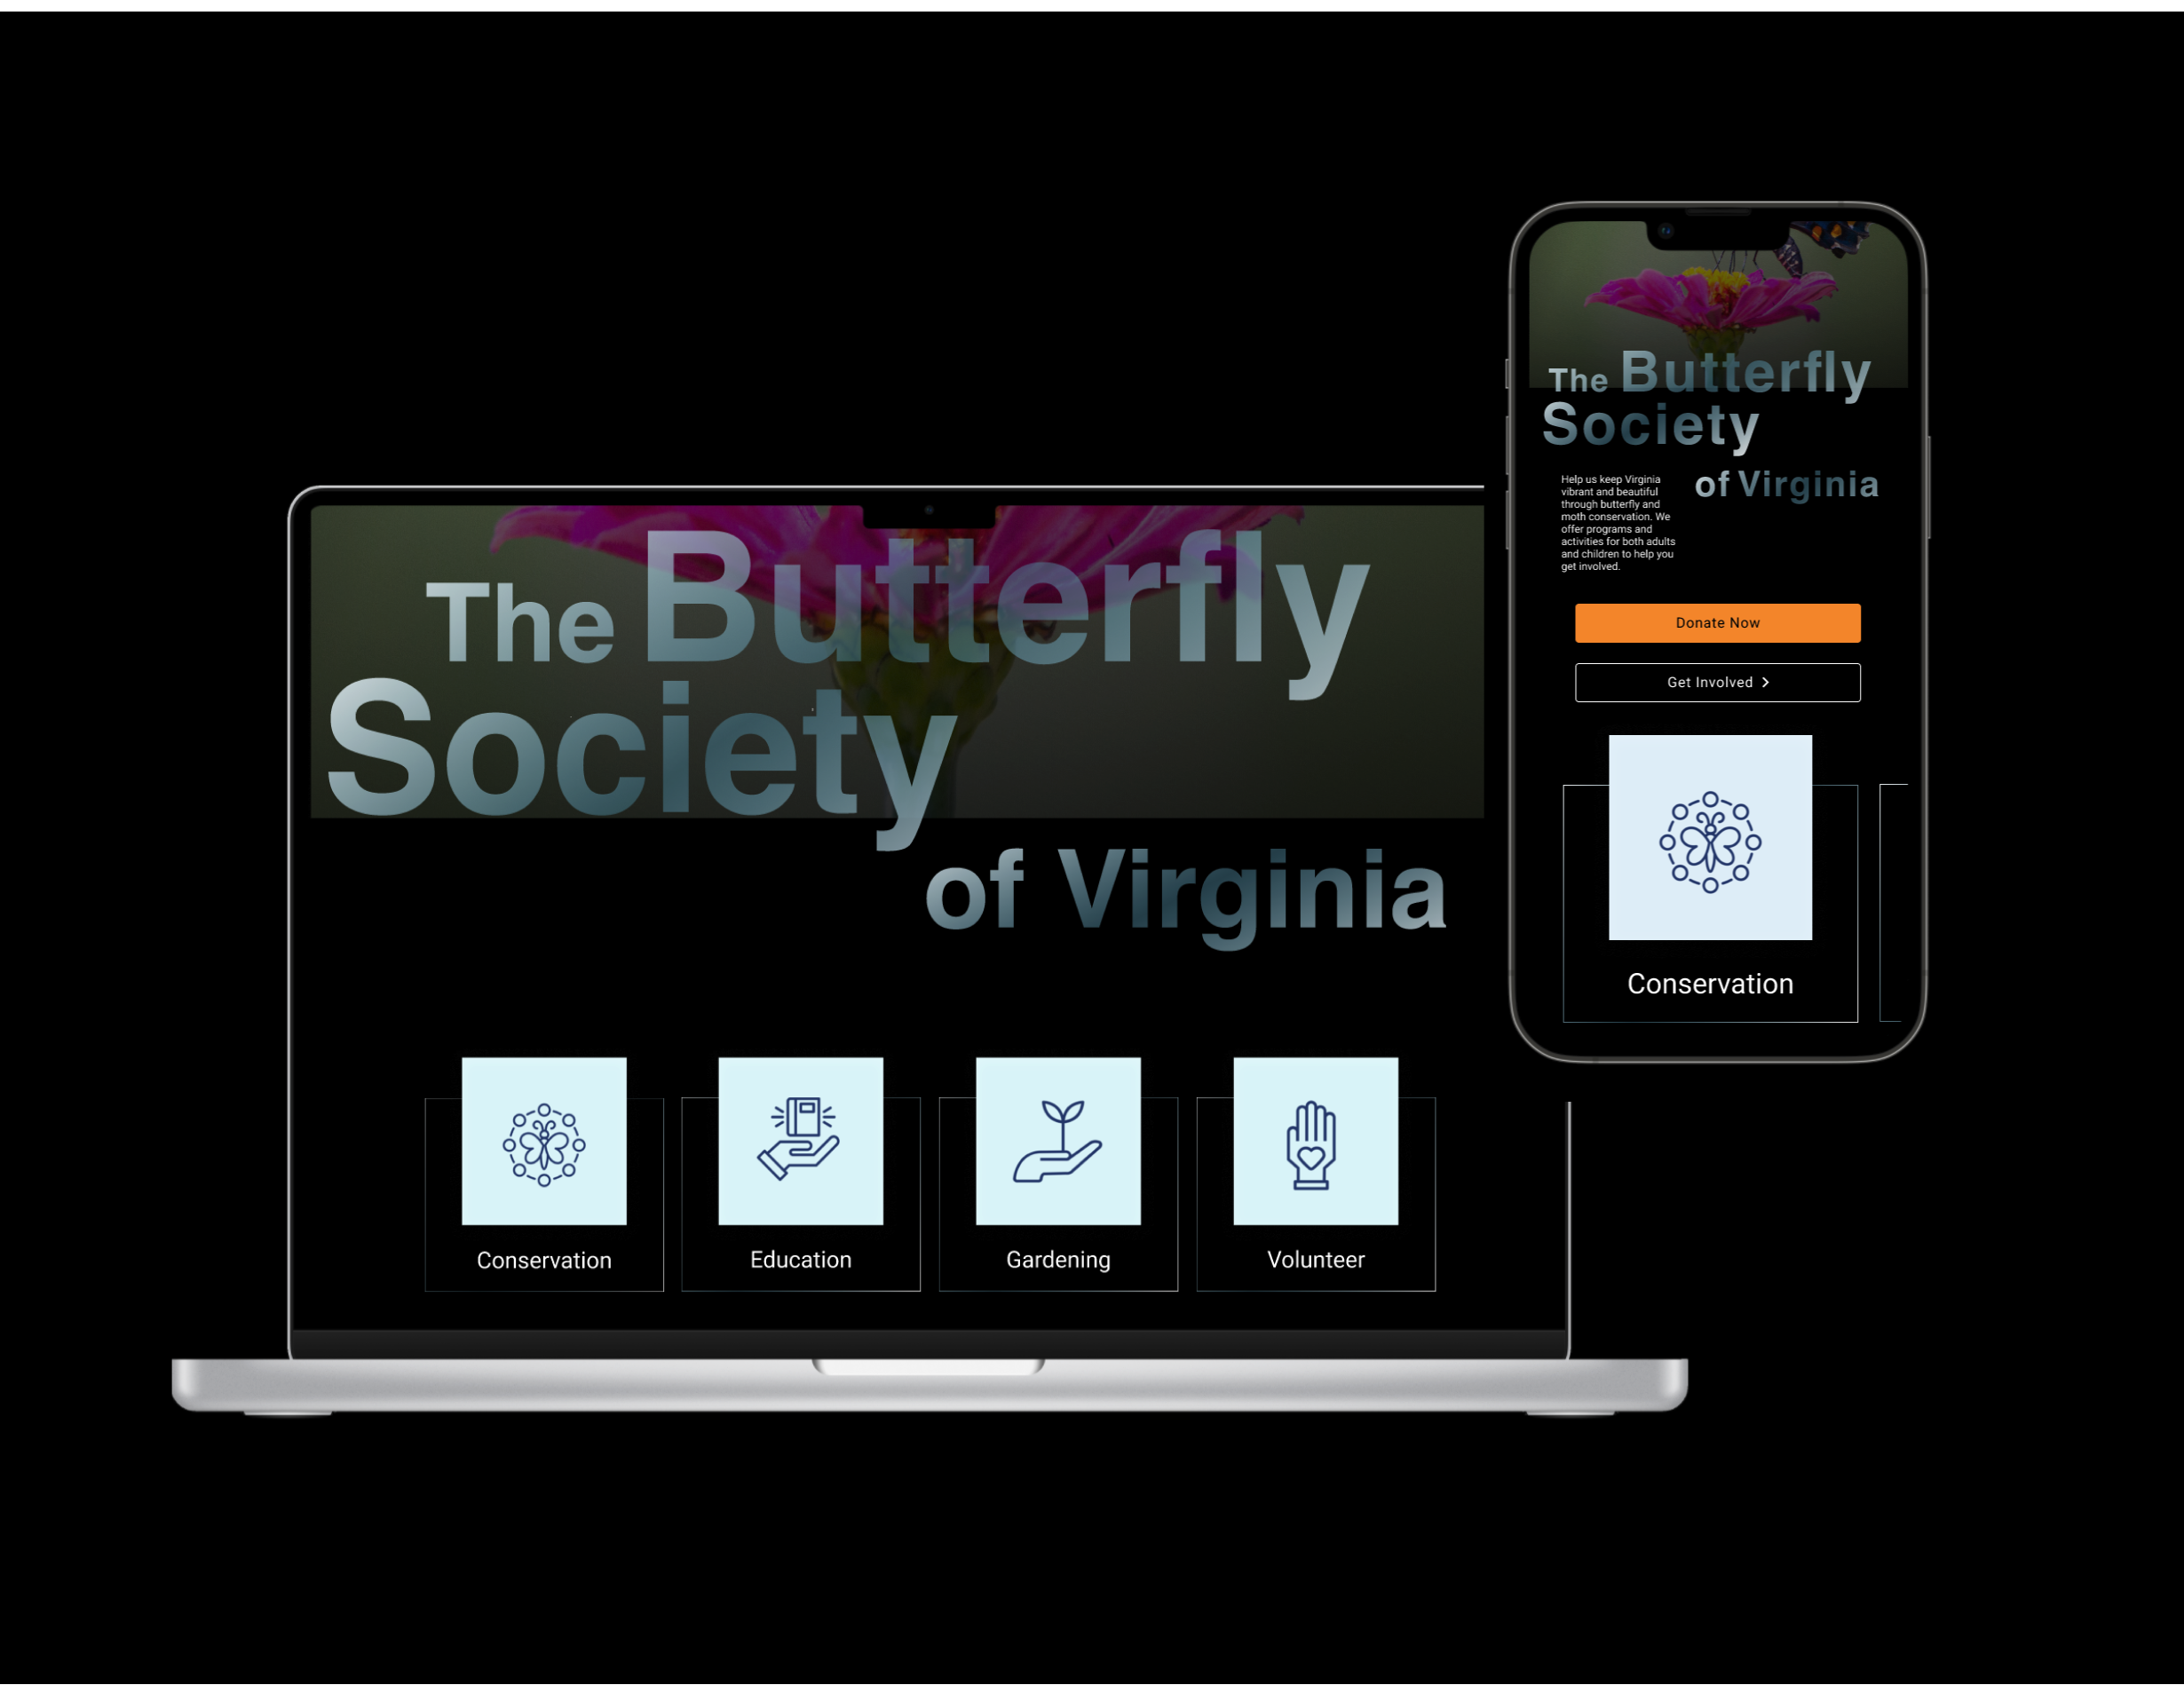 The Butterfly
Society
of Virginia
Conservation
Education
Gardening
Volunteer
The Butterfly
Society
of Virginia
Help us keep Virginia
vibrant and beautiful
through butterfly and
moth conservation. We
offer programs and
activities for both adults
and children to help you
get involved.
Donate Now
Get Involved
Conservation